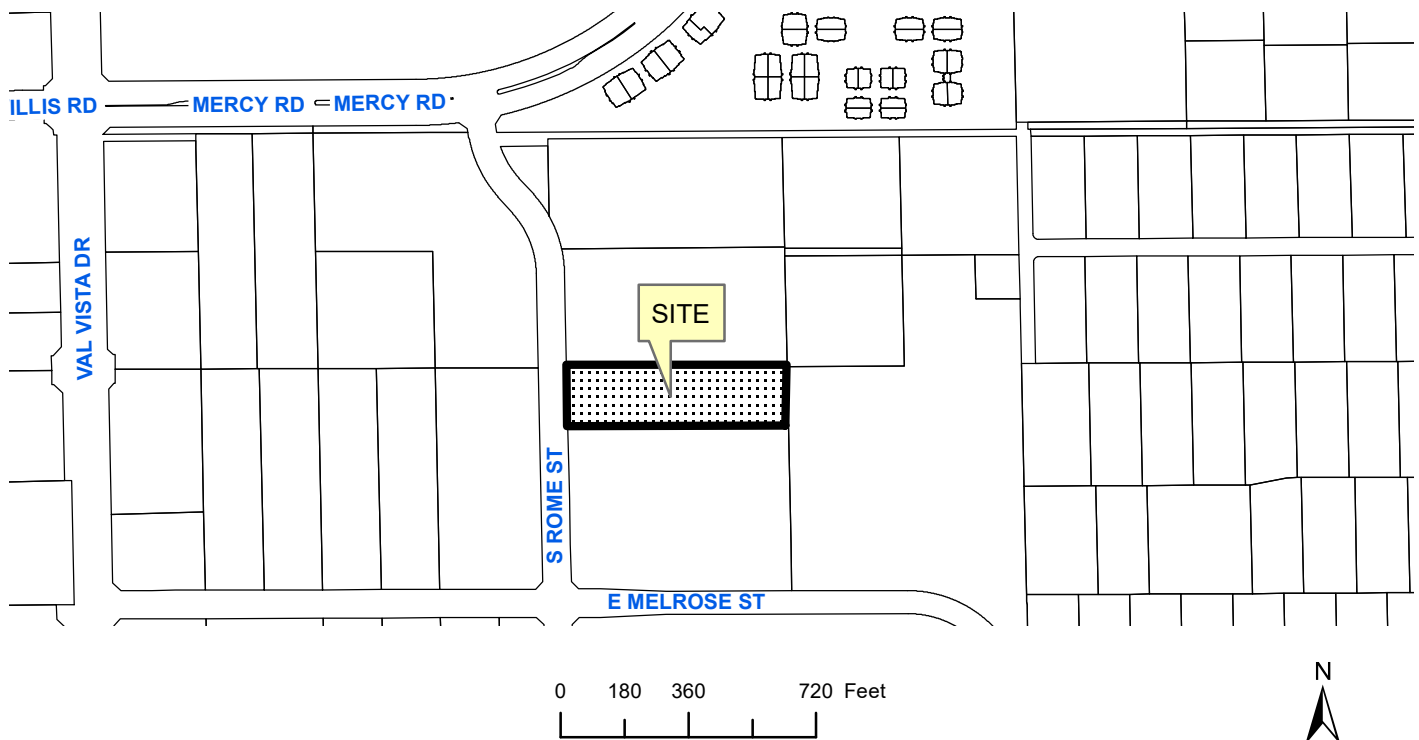 ILLIS RD
MERCY RD
MERCY RD
VAL VISTA DR
SITE
S ROME ST
E MELROSE ST
0 180 360 720 Feet
N